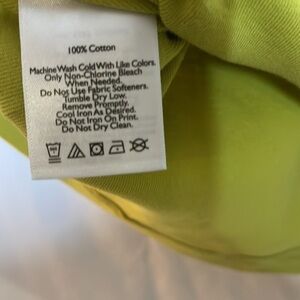 100% Cotton
Machine Wash Cold With Like Colors.
Only Non-Chlorine Bleach
When Needed.
Do Not Use Fabric Softeners.
Tumble Dry Low.
Remove Promptly.
Cool Iron As Desired.
Do Not Iron On Print.
Do Not Dry Clean.